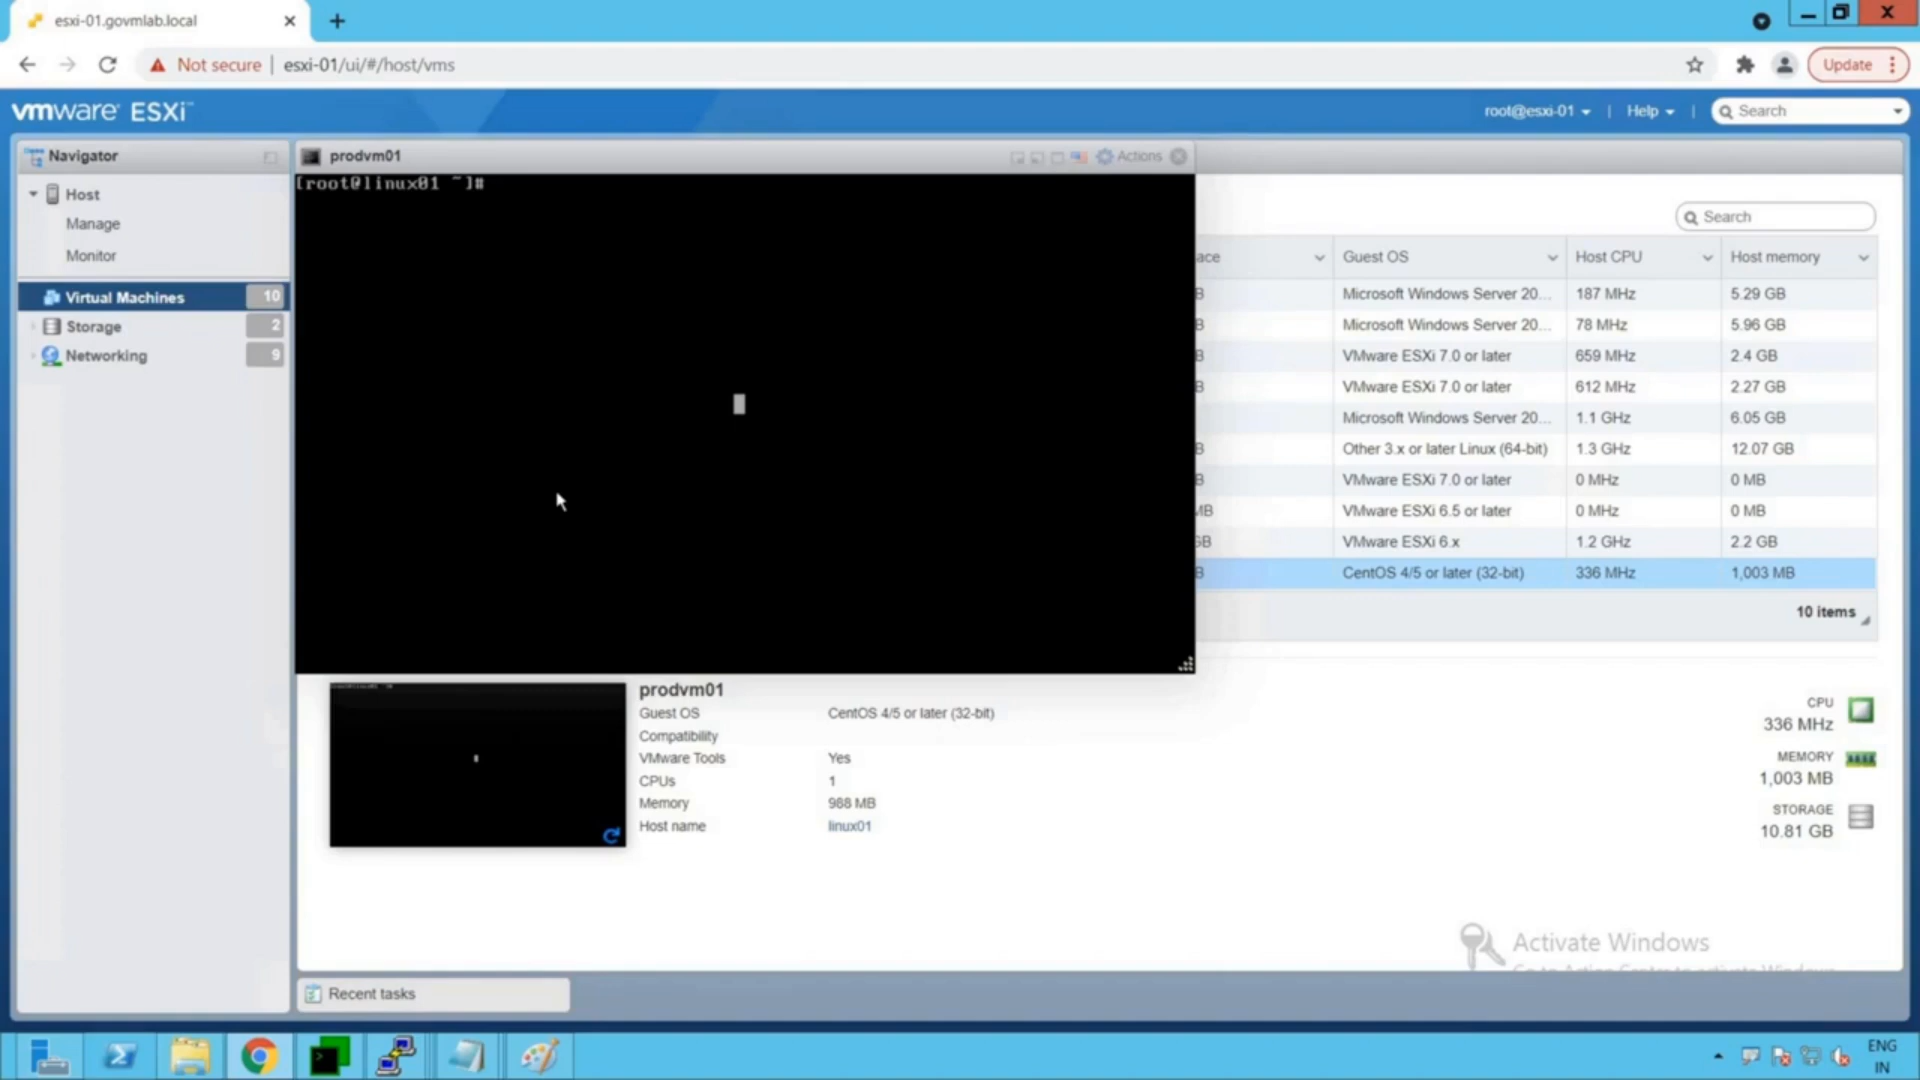 esxi-01.govmlab.local
Not secure | esxi-01/ui/#/host/vms
Update
vmware ESXi™
root@esxi-01 | Help |
Search
Navigator
Host
Manage
Monitor
Virtual Machines 10
Storage 2
Networking 9
prodvm01
Actions
[root@linux01 ~]#
Search
ace Guest OS Host CPU Host memory
B Microsoft Windows Server 20... 187 MHz 5.29 GB
B Microsoft Windows Server 20... 78 MHz 5.96 GB
B VMware ESXi 7.0 or later 659 MHz 2.4 GB
B VMware ESXi 7.0 or later 612 MHz 2.27 GB
Microsoft Windows Server 20... 1.1 GHz 6.05 GB
B Other 3.x or later Linux (64-bit) 1.3 GHz 12.07 GB
B VMware ESXi 7.0 or later 0 MHz 0 MB
MB VMware ESXi 6.5 or later 0 MHz 0 MB
GB VMware ESXi 6.x 1.2 GHz 2.2 GB
B CentOS 4/5 or later (32-bit) 336 MHz 1,003 MB
10 items
prodvm01
Guest OS CentOS 4/5 or later (32-bit)
Compatibility
VMware Tools Yes
CPUs 1
Memory 988 MB
Host name linux01
CPU
336 MHz
MEMORY
1,003 MB
STORAGE
10.81 GB
Activate Windows
Recent tasks
ENG
IN